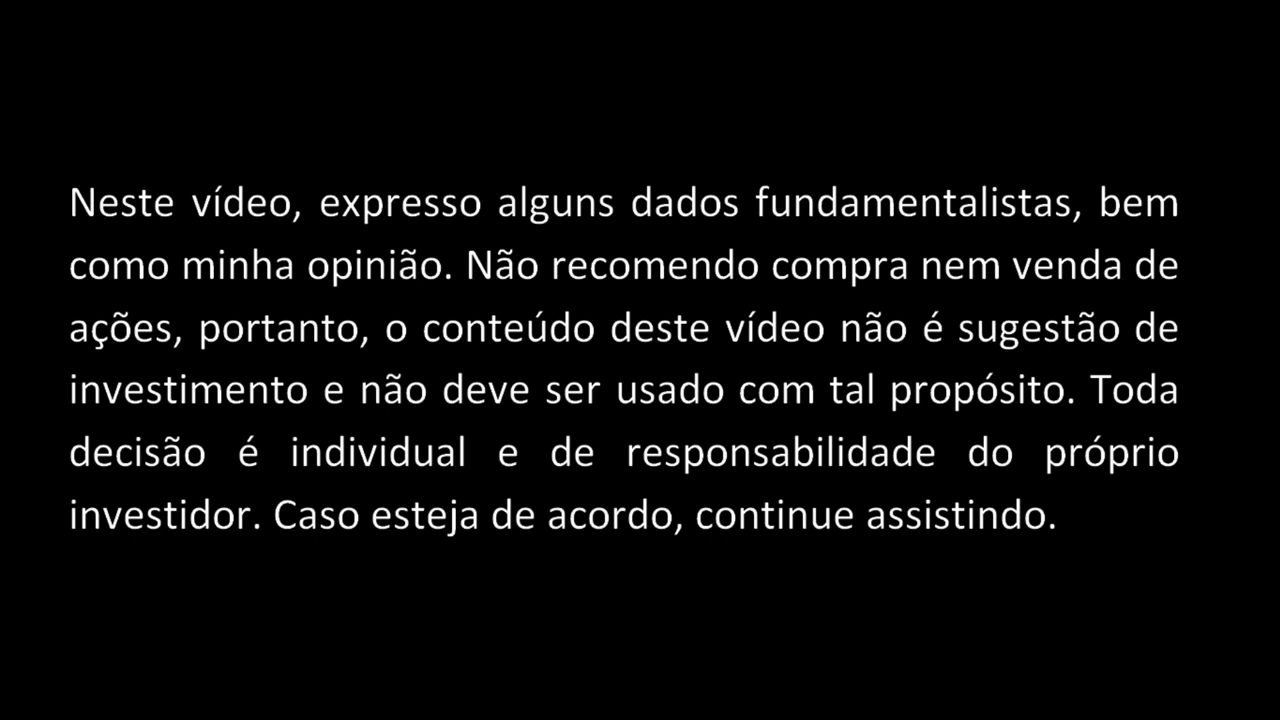 Neste vídeo, expresso alguns dados fundamentalistas, bem
como minha opinião. Não recomendo compra nem venda de
ações, portanto, o conteúdo deste vídeo não é sugestão de
investimento e não deve ser usado com tal propósito. Toda
decisão é individual e de responsabilidade do próprio
investidor. Caso esteja de acordo, continue assistindo.